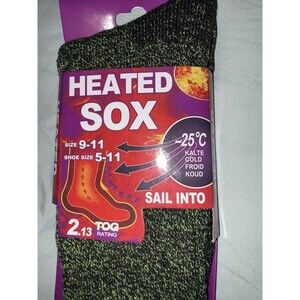 HEATED
SOX
SIZE 9-11
SHOE SIZE 5-11
-25°C
KALTE
COLD
FROID
KOUD
SAIL INTO
2.13 TOG
RATING